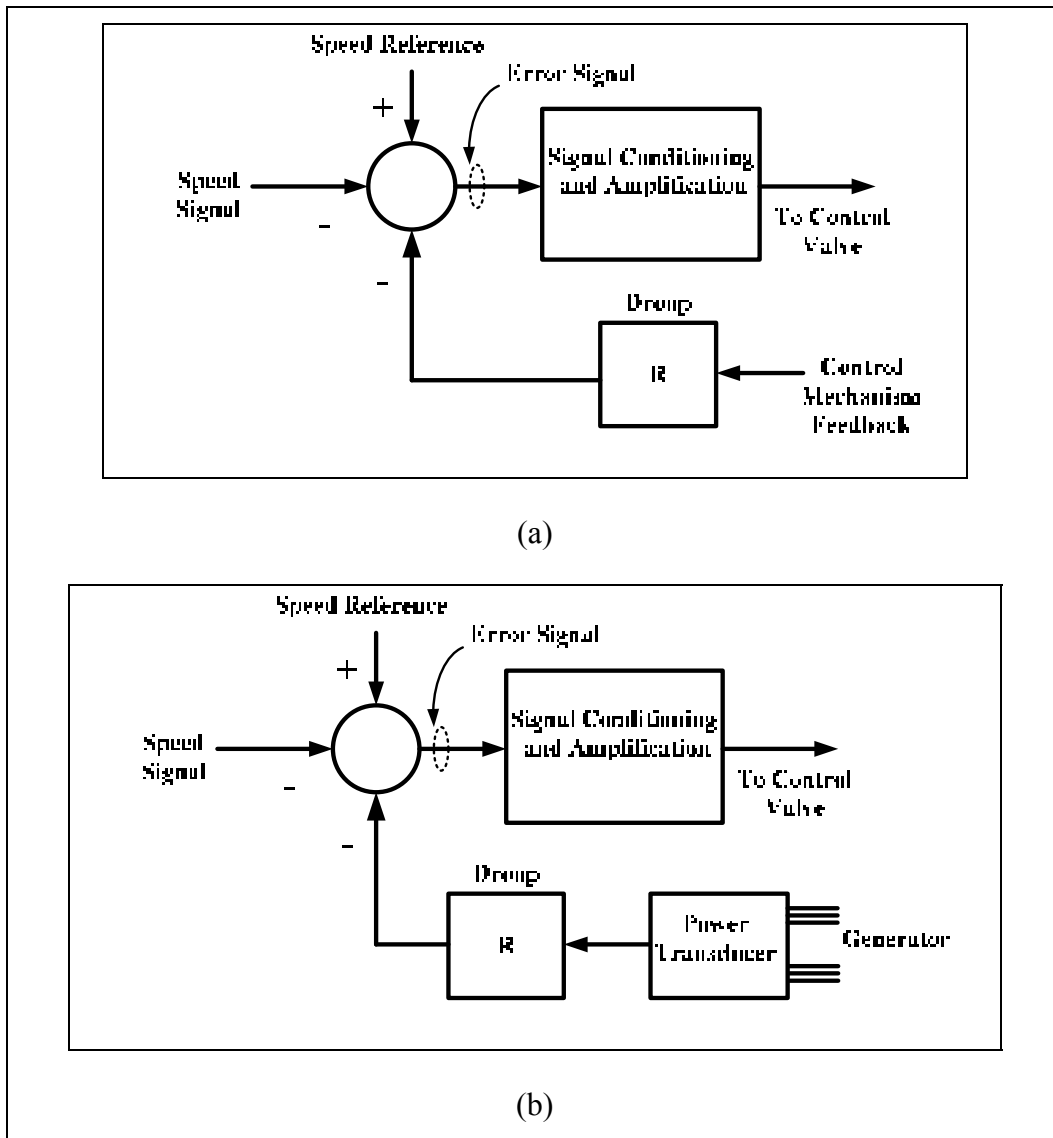 Speed Reference
Error Signal
+
Signal Conditioning
and Amplification
Speed
Signal
-
To Control
Valve
-
Droop
R
Control
Mechanism
Feedback
(a)
Speed Reference
Error Signal
+
Signal Conditioning
and Amplification
Speed
Signal
-
To Control
Valve
-
Droop
R
Power
Transducer
Generator
(b)